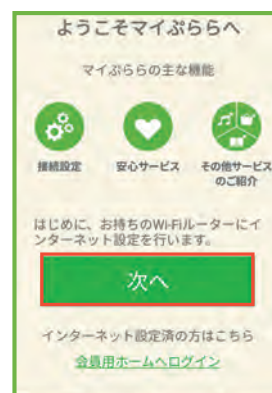 ようこそマイぷららへ
マイぷららの主な機能
接続設定 安心サービス その他サービス
のご紹介
はじめに、お持ちのWi-Fiルーターにイ
ンターネット設定を行います。
次へ
インターネット設定済の方はこちら
会員用ホームへログイン